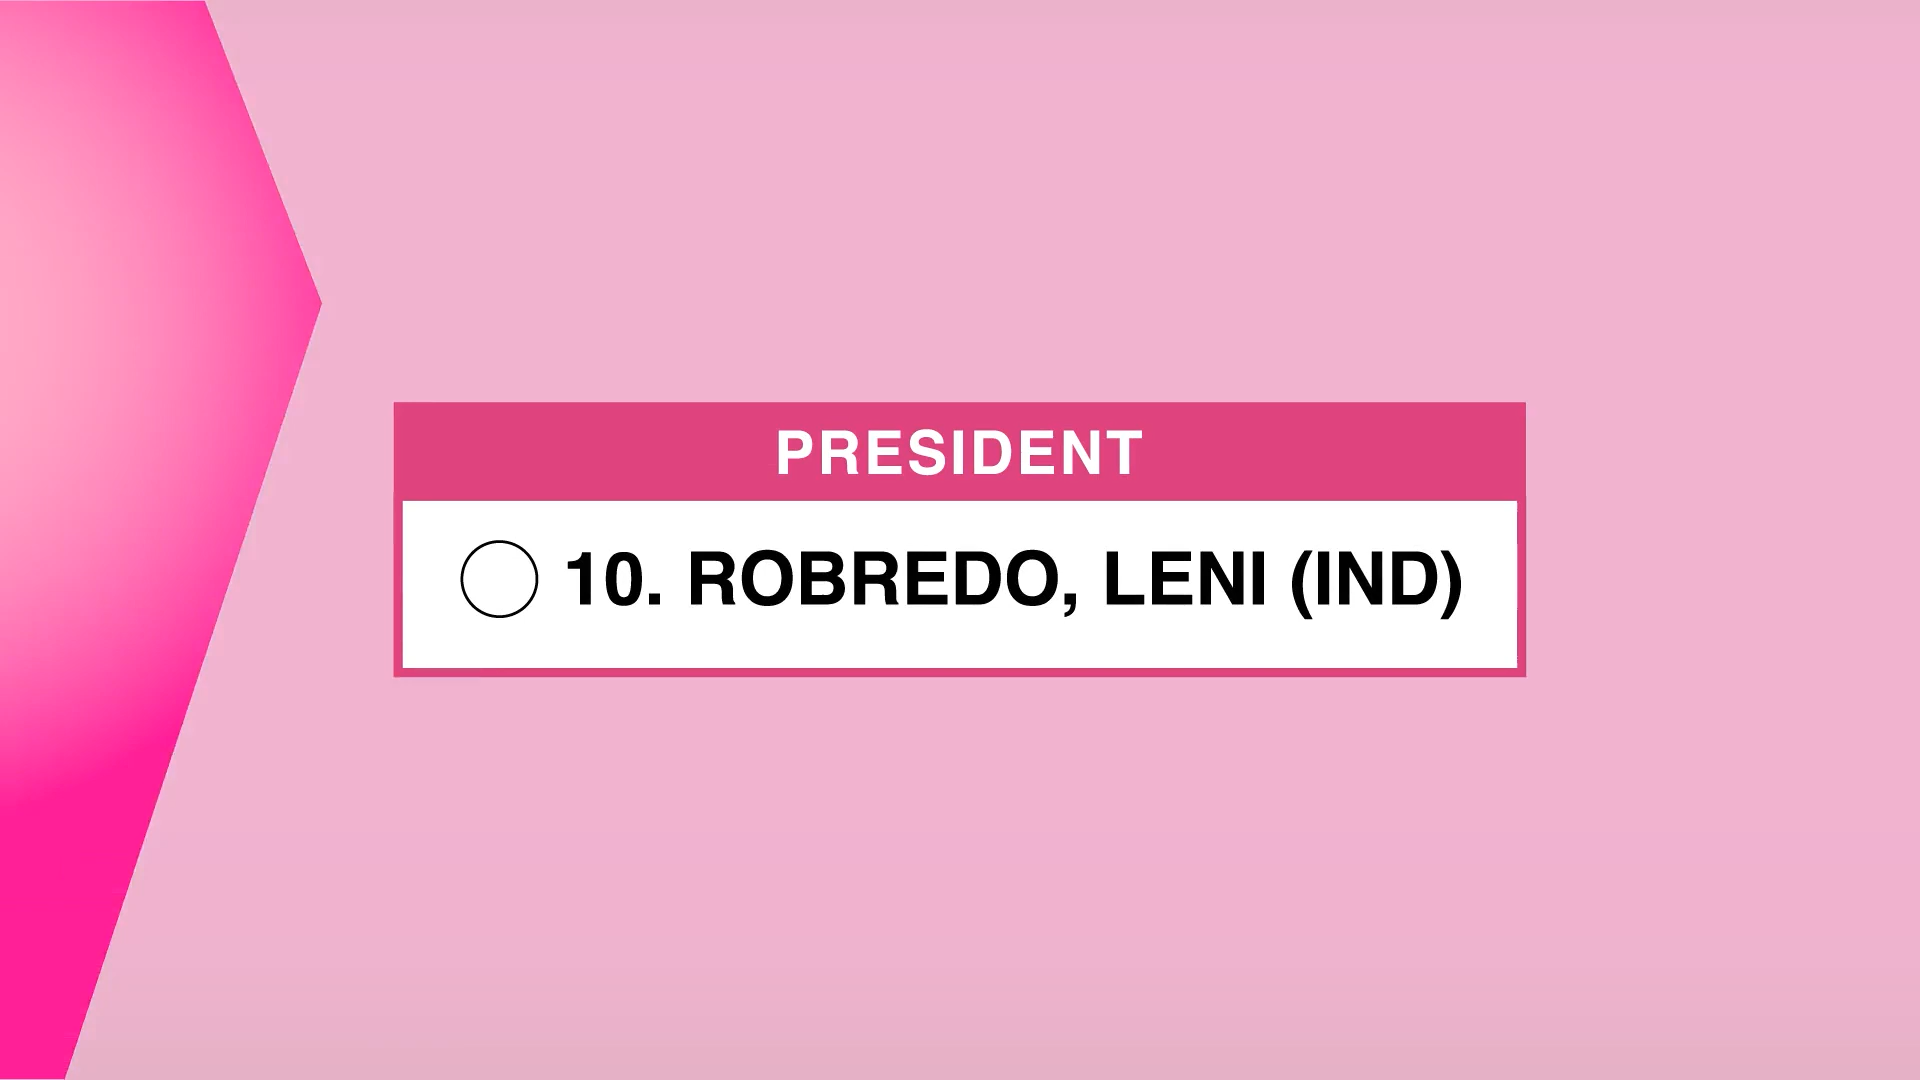 PRESIDENT
10. ROBREDO, LENI (IND)